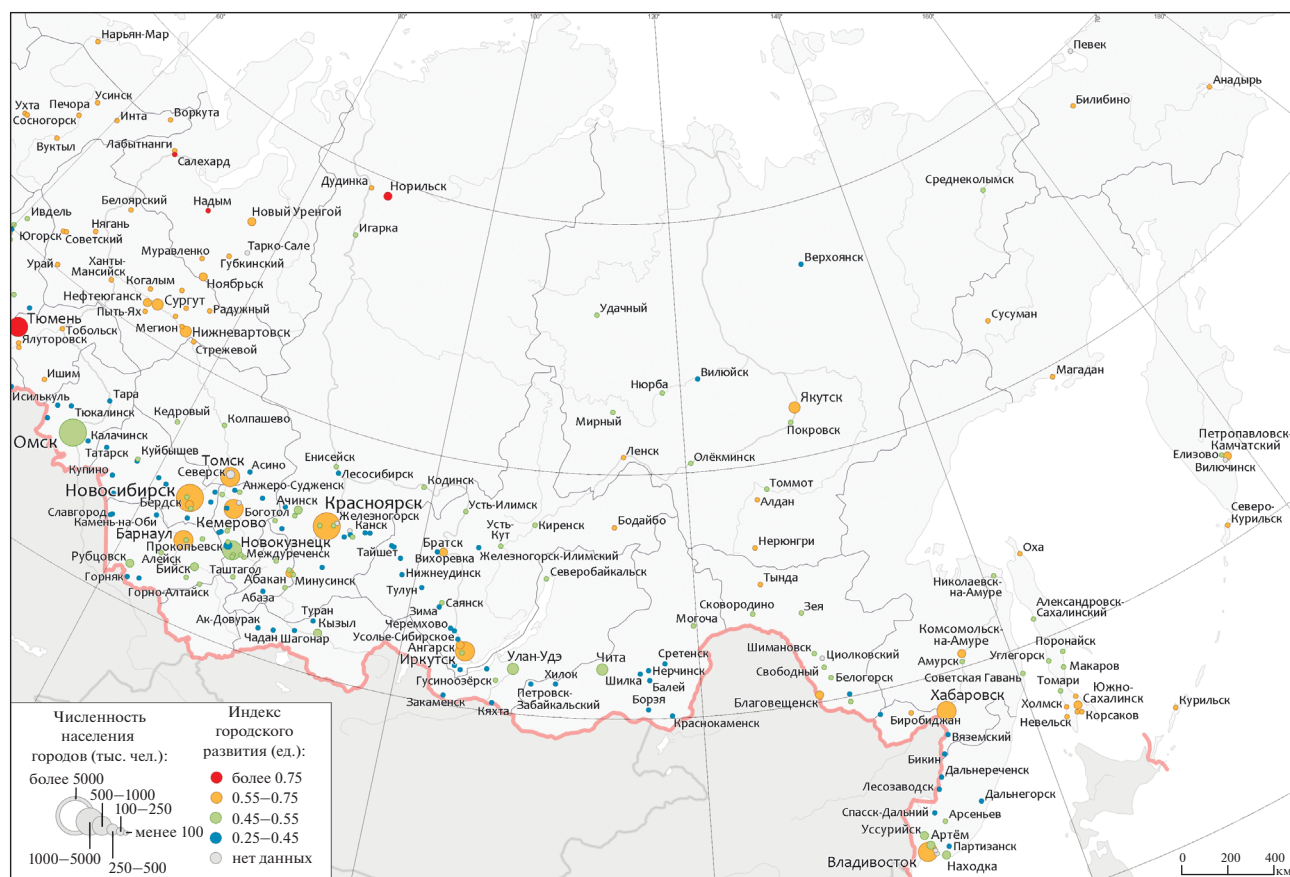 60°
80°
100°
120°
140°
160°
180°
Нарьян-Мар
Певек
Анадырь
Билибино
Усинск
Ухта
Печора
Сосногорск
Инта
Воркута
Вуктыл
Лабытнанги
Салехард
Дудинка
Норильск
Среднеколымск
Белоярский
Надым
Новый Уренгой
Игарка
Ивдель
Нягань
Югорск
Советский
Муравленко
Тарко-Сале
Губкинский
Верхоянск
Урай
Ханты-
Мансийск
Когалым
Ноябрьск
Нефтеюганск
Сургут
Радужный
Удачный
Сусуман
Тюмень
Пыть-Ях
Тобольск
Мегион
Нижневартовск
Ялуторовск
Стрежевой
Ишим
Магадан
Исилькуль
Тара
Тюкалинск
Кедровый
Колпашево
Нюрба
Вилюйск
Мирный
Якутск
Покровск
Омск
Калачинск
Татарск
Куйбышев
Томск
Северск
Асино
Енисейск
Лесосибирск
Ленск
Олёкминск
Петропавловск-
Камчатский
Елизово
Вилючинск
Купино
Анжеро-Судженск
Кодинск
Томмот
Новосибирск
Бердск
Ачинск
Красноярск
Усть-Илимск
Алдан
Северо-
Курильск
Славгород
Камень-на-Оби
Боготол
Железногорск
Кемерово
Канск
Усть-
Кут
Киренск
Бодайбо
Барнаул
Новокузнецк
Прокопьевск
Тайшет
Братск
Вихоревка
Железногорск-Илимский
Нерюнгри
Оха
Рубцовск
Алейск
Междуреченск
Бийск
Таштагол
Абакан
Минусинск
Нижнеудинск
Северобайкальск
Тында
Николаевск-
на-Амуре
Горняк
Горно-Алтайск
Абаза
Тулун
Саянск
Сковородино
Зея
Александровск-
Сахалинский
Ак-Довурак
Туран
Кызыл
Зима
Черемхово
Могоча
Комсомольск-
на-Амуре
Поронайск
Чадан
Шагонар
Усолье-Сибирское
Ангарск
Иркутск
Улан-Удэ
Чита
Сретенск
Шимановск
Циолковский
Свободный
Амурск
Углегорск
Макаров
Советская Гавань
Томари
Гусиноозёрск
Хилок
Шилка
Нерчинск
Балей
Белогорск
Закаменск
Петровск-
Забайкальский
Борзя
Благовещенск
Хабаровск
Южно-
Сахалинск
Холмск
Корсаков
Невельск
Курильск
Кяхта
Краснокаменск
Биробиджан
Вяземский
Бикин
Дальнереченск
Лесозаводск
Дальнегорск
Спасск-Дальний
Арсеньев
Уссурийск
Артём
Партизанск
Владивосток
Находка
Численность
населения
городов (тыс. чел.):
более 5000
500–1000
100–250
менее 100
1000–5000
250–500
Индекс
городского
развития (ед.):
более 0.75
0.55–0.75
0.45–0.55
0.25–0.45
нет данных
0 200 400
км